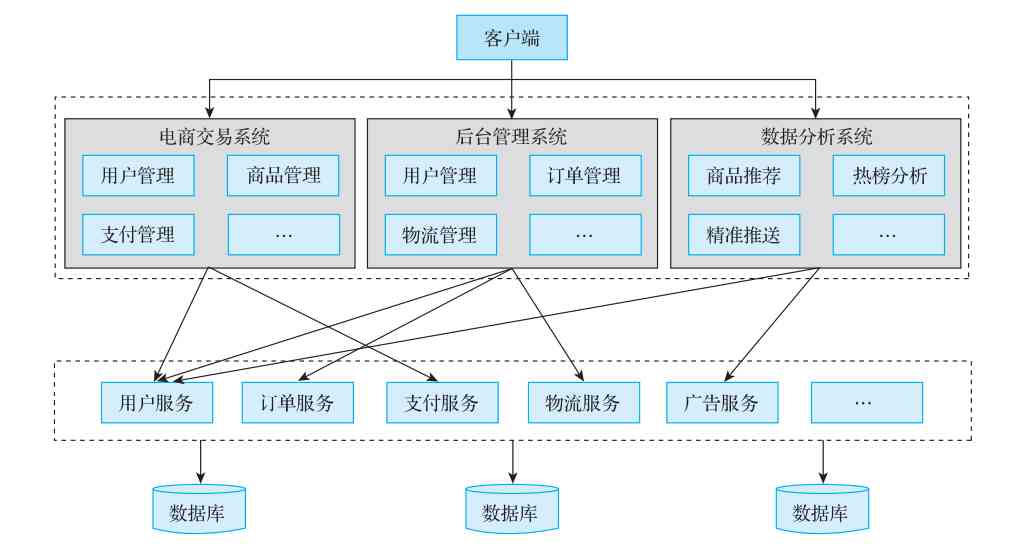 客户端
电商交易系统
用户管理
商品管理
支付管理
…
后台管理系统
用户管理
订单管理
物流管理
…
数据分析系统
商品推荐
热榜分析
精准推送
…
用户服务
订单服务
支付服务
物流服务
广告服务
…
数据库
数据库
数据库